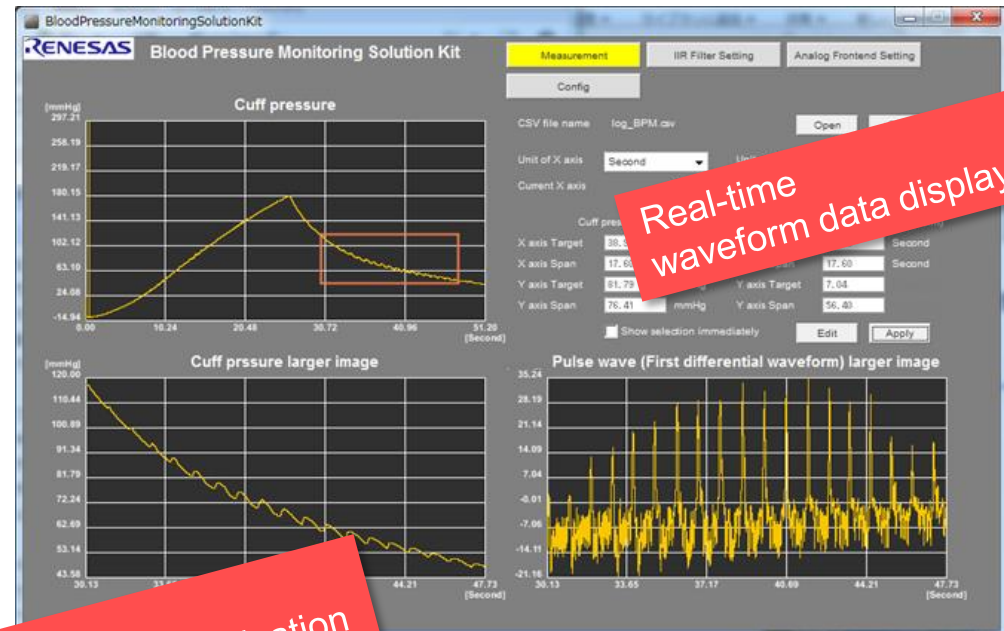 BloodPressureMonitoringSolutionKit
RENESAS
Blood Pressure Monitoring Solution Kit
Measurement
IIR Filter Setting
Analog Frontend Setting
Config
Cuff pressure
[mmHg]
297.21
258.19
219.17
180.15
141.13
102.12
63.10
24.08
-14.94
0.00 10.24 20.48 30.72 40.96 51.20
[Second]
CSV file name log_BPM.csv Open
Unit of X axis Second
Current X axis
Real-time
waveform data display
Cuff
X axis Target Second
X axis Span 17.60 17.60 Second
Y axis Target 81.79 Y axis Target 7.04
Y axis Span 76.41 mmHg Y axis Span 56.40
Show selection immediately Edit Apply
Cuff prssure larger image
[mmHg]
120.00
110.44
100.89
91.34
81.79
72.24
62.69
53.14
43.58
30.13 44.21 47.73
[Second]
Pulse wave (First differential waveform) larger image
35.24
28.19
21.14
14.09
7.04
-0.01
-7.06
-14.11
-21.16
30.13 33.65 37.17 40.69 44.21 47.73
[Second]